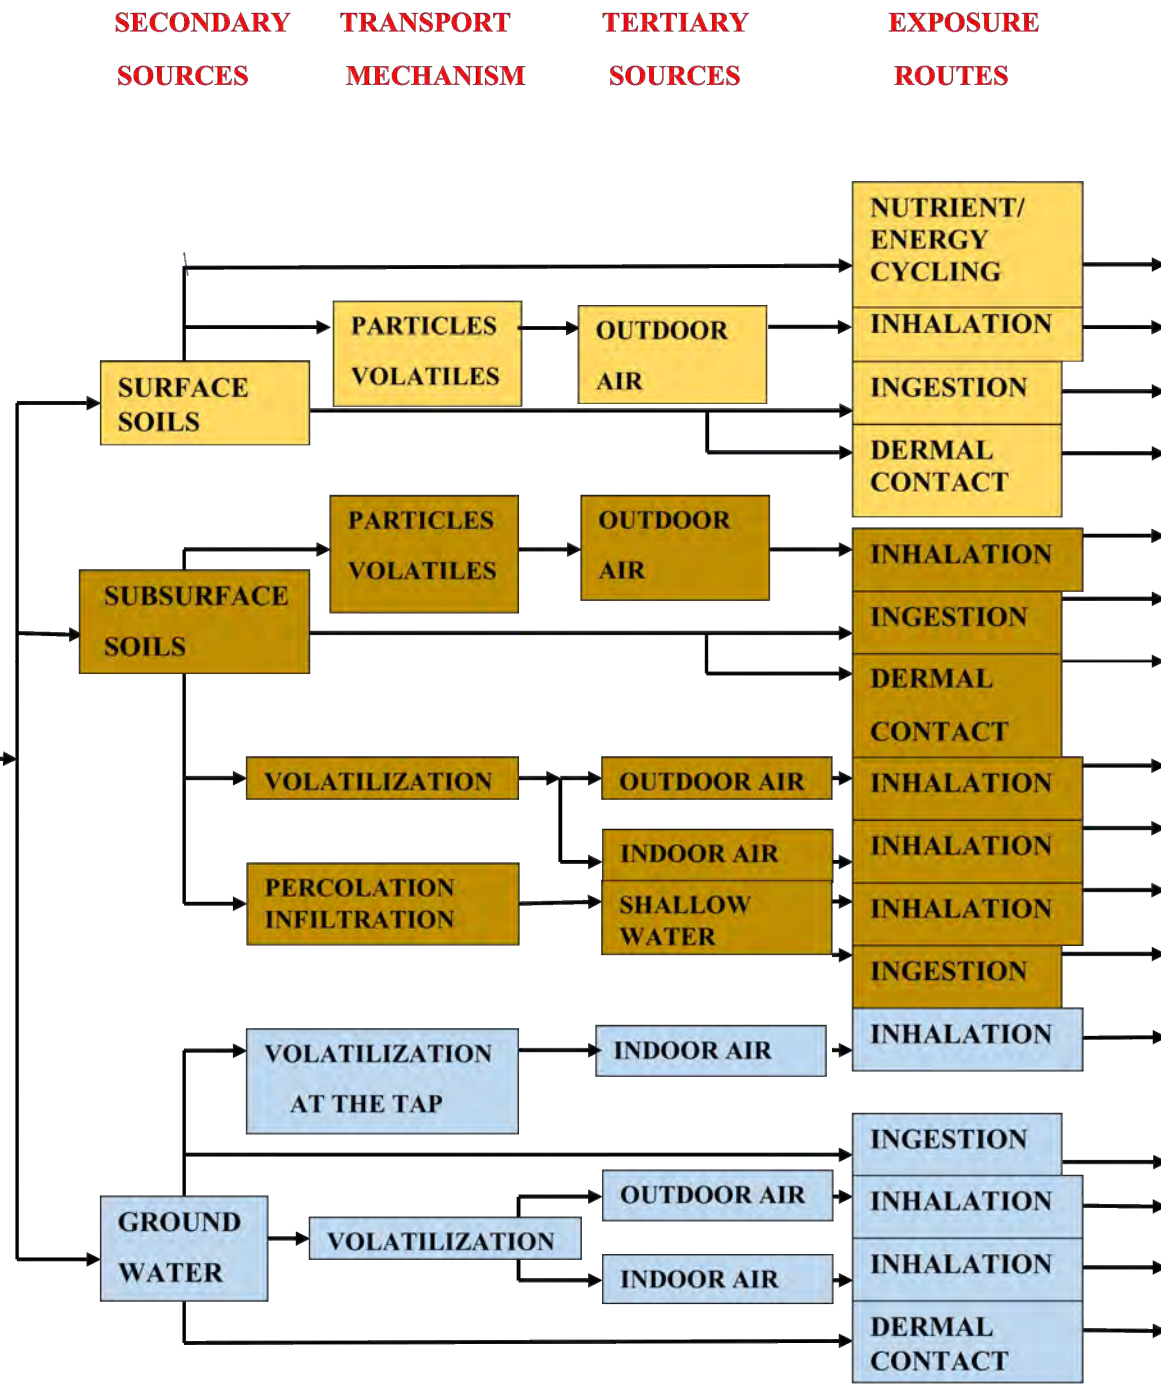 SECONDARY TRANSPORT TERTIARY EXPOSURE
SOURCES MECHANISM SOURCES ROUTES
NUTRIENT/
ENERGY
CYCLING
PARTICLES
VOLATILES
OUTDOOR
AIR
INHALATION
SURFACE
SOILS
INGESTION
DERMAL
CONTACT
PARTICLES
VOLATILES
OUTDOOR
AIR
INHALATION
SUBSURFACE
SOILS
INGESTION
DERMAL
CONTACT
VOLATILIZATION
OUTDOOR AIR
INHALATION
INDOOR AIR
INHALATION
PERCOLATION
INFILTRATION
SHALLOW
WATER
INHALATION
INGESTION
VOLATILIZATION
AT THE TAP
INDOOR AIR
INHALATION
INGESTION
GROUND
WATER
VOLATILIZATION
OUTDOOR AIR
INHALATION
INDOOR AIR
INHALATION
DERMAL
CONTACT